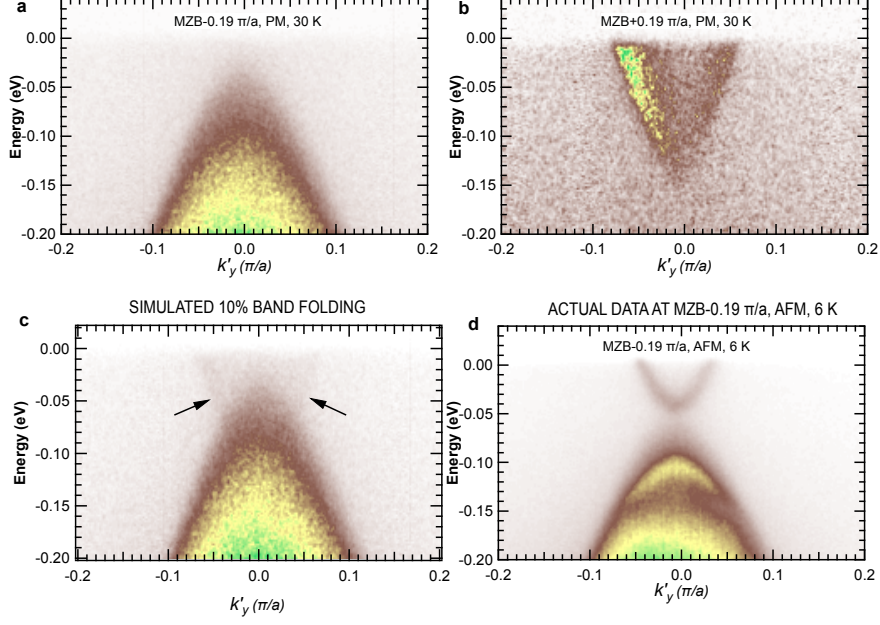 a
MZB-0.19 π/a, PM, 30 K
0.00
-0.05
-0.10
-0.15
-0.20
Energy (eV)
-0.2 -0.1 0.0 0.1 0.2
k'y (π/a)
b
MZB+0.19 π/a, PM, 30 K
0.00
-0.05
-0.10
-0.15
-0.20
Energy (eV)
-0.2 -0.1 0.0 0.1 0.2
k'y (π/a)
SIMULATED 10% BAND FOLDING
c
0.00
-0.05
-0.10
-0.15
-0.20
Energy (eV)
-0.2 -0.1 0.0 0.1 0.2
k'y (π/a)
ACTUAL DATA AT MZB-0.19 π/a, AFM, 6 K
d
MZB-0.19 π/a, AFM, 6 K
0.00
-0.05
-0.10
-0.15
-0.20
Energy (eV)
-0.1 0.0 0.1 0.2
k'y (π/a)